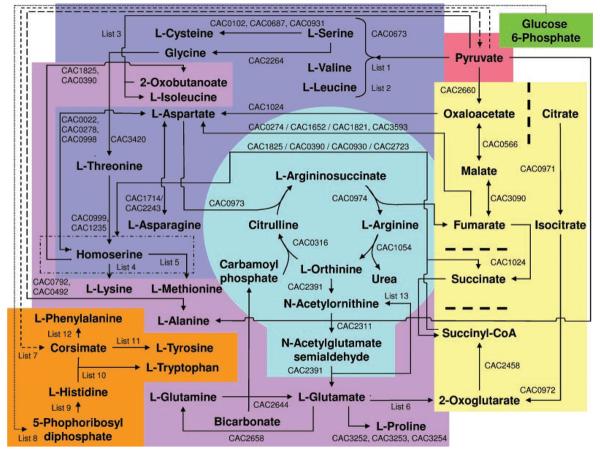 CAC0102, CAC0687, CAC0931
Glucose
6-Phosphate
List 3
L-Cysteine
L-Serine
CAC0673
Glycine
Pyruvate
CAC2264
L-Valine
List 1
CAC1825,
CAC0390
2-Oxobutanoate
L-Leucine
List 2
CAC2660
L-Isoleucine
CAC0022,
CAC0278,
CAC0998
L-Aspartate
CAC1024
Oxaloacetate
Citrate
CAC0274 / CAC1652 / CAC1821, CAC3593
CAC3420
CAC1825 / CAC0390 / CAC0930 / CAC2723
CAC0566
L-Threonine
Malate
CAC0971
L-Argininosuccinate
CAC1714/
CAC2243
CAC0973
CAC0974
CAC3090
CAC0999,
CAC1235
L-Asparagine
Citrulline
L-Arginine
Fumarate
Isocitrate
CAC0316
CAC1054
Homoserine
List 4
List 5
Carbamoyl
phosphate
L-Orthinine
CAC1024
CAC0792,
CAC0492
L-Lysine
L-Methionine
CAC2391
Urea
Succinate
List 13
N-Acetylornithine
L-Phenylalanine
L-Alanine
CAC2311
List 12
Succinyl-CoA
List 7
Corsimate
List 11
L-Tyrosine
N-Acetylglutamate
semialdehyde
L-Tryptophan
CAC2458
List 10
CAC2391
CAC0972
L-Histidine
L-Glutamine
L-Glutamate
2-Oxoglutarate
List 9
CAC2644
List 6
5-Phophoribosyl
diphosphate
Bicarbonate
L-Proline
List 8
CAC2658
CAC3252, CAC3253, CAC3254